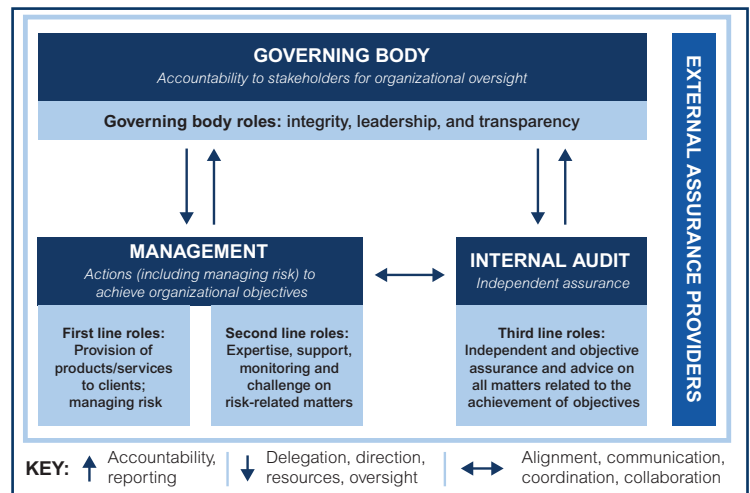 GOVERNING BODY
Accountability to stakeholders for organizational oversight
Governing body roles: integrity, leadership, and transparency
MANAGEMENT
Actions (including managing risk) to
achieve organizational objectives
First line roles:
Provision of
products/services
to clients;
managing risk
Second line roles:
Expertise, support,
monitoring and
challenge on
risk-related matters
INTERNAL AUDIT
Independent assurance
Third line roles:
Independent and objective
assurance and advice on
all matters related to the
achievement of objectives
EXTERNAL ASSURANCE PROVIDERS
KEY:
Accountability,
reporting
Delegation, direction,
resources, oversight
Alignment, communication,
coordination, collaboration